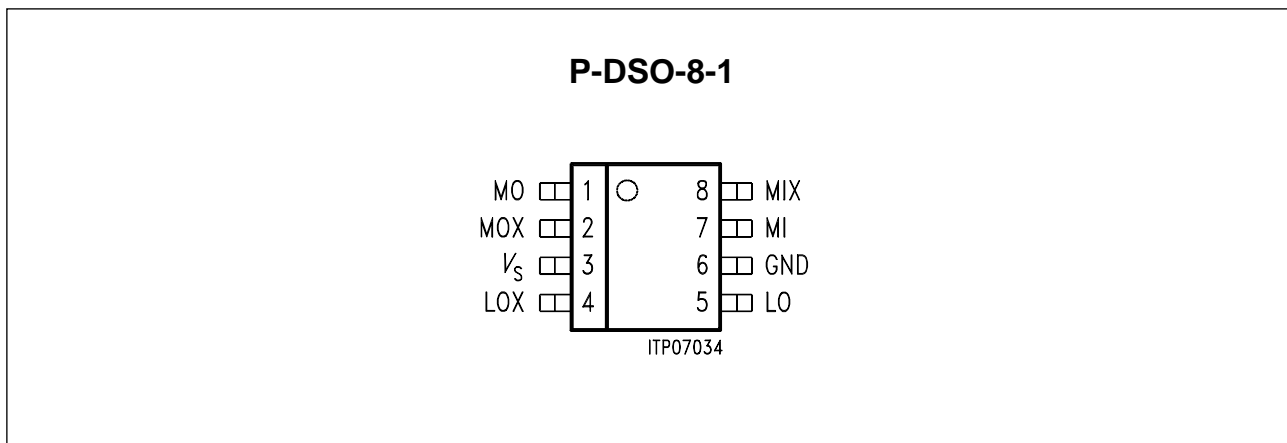 P-DSO-8-1
MO 1 8 MIX
MOX 2 7 MI
VS 3 6 GND
LOX 4 5 LO
ITP07034